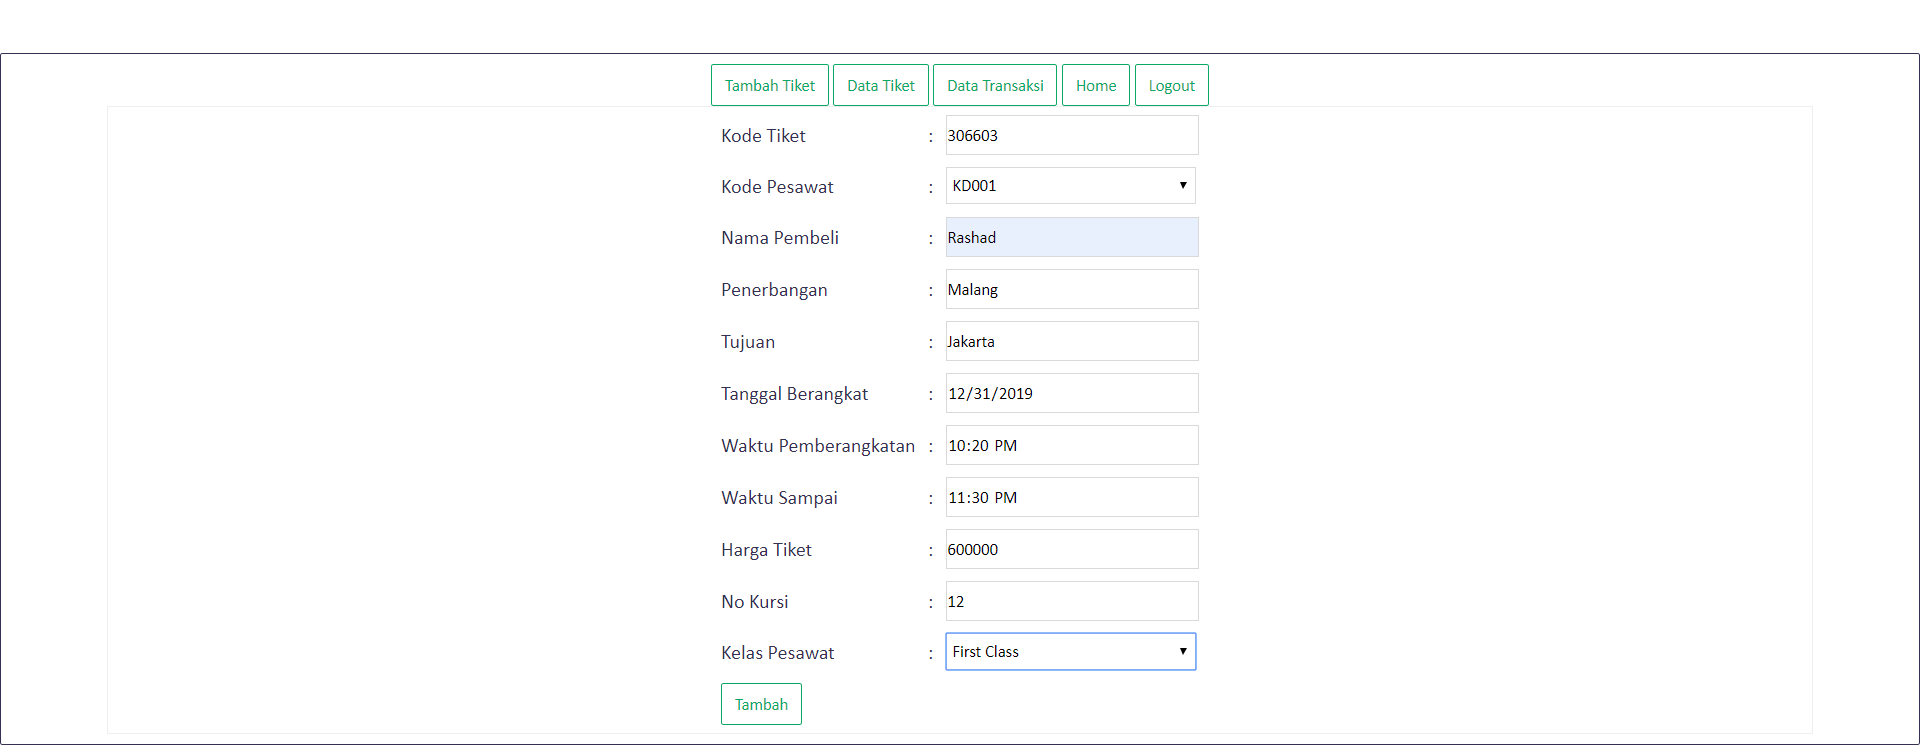 Tambah Tiket Data Tiket Data Transaksi Home Logout
Kode Tiket : 306603
Kode Pesawat : KD001
Nama Pembeli : Rashad
Penerbangan : Malang
Tujuan : Jakarta
Tanggal Berangkat : 12/31/2019
Waktu Pemberangkatan : 10:20 PM
Waktu Sampai : 11:30 PM
Harga Tiket : 600000
No Kursi : 12
Kelas Pesawat : First Class
Tambah